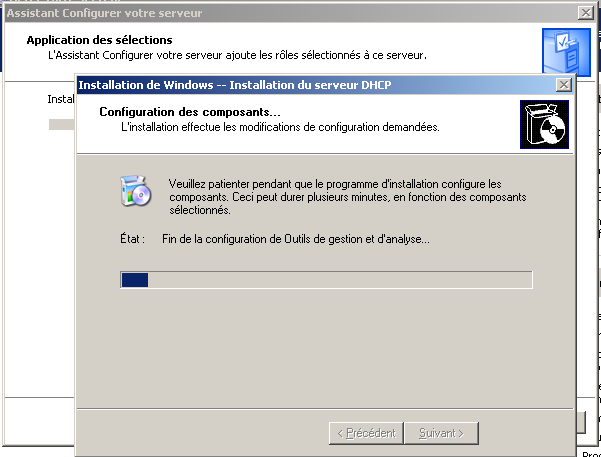 Assistant Configurer votre serveur
Application des sélections
L'Assistant Configurer votre serveur ajoute les rôles sélectionnés à ce serveur.
Instal
Installation de Windows -- Installation du serveur DHCP
Configuration des composants...
L'installation effectue les modifications de configuration demandées.
Veuillez patienter pendant que le programme d'installation configure les
composants. Ceci peut durer plusieurs minutes, en fonction des composants
sélectionnés.
État : Fin de la configuration de Outils de gestion et d'analyse...
< Précédent Suivant >
Proc